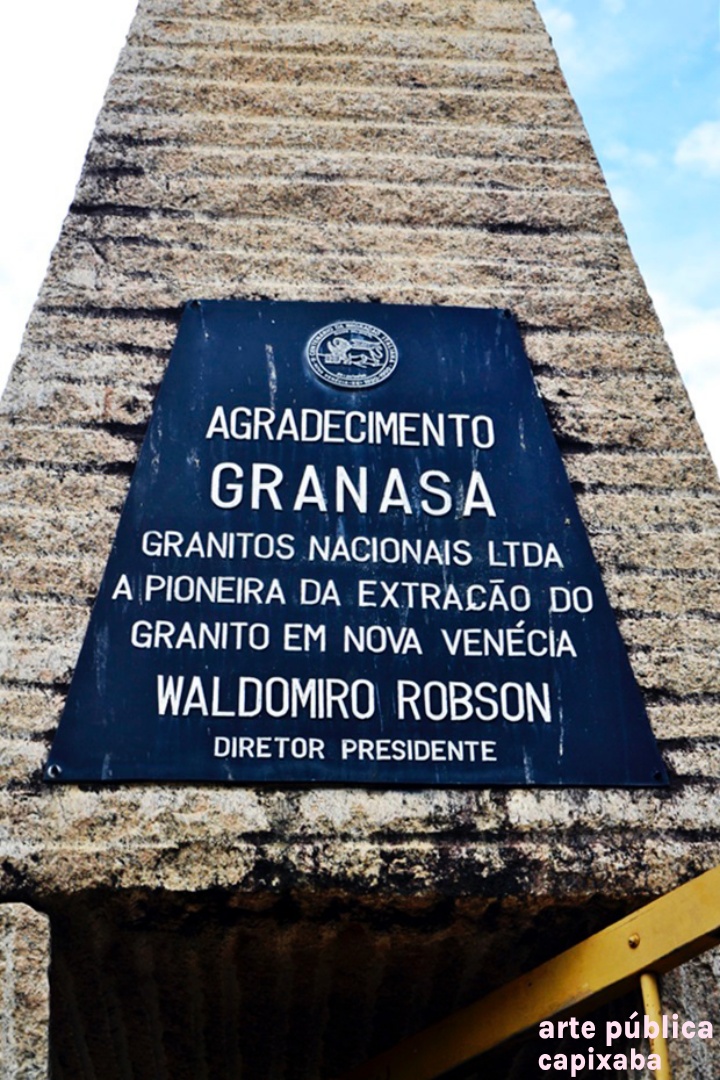 AGRADECIMENTO
GRANASA
GRANITOS NACIONAIS LTDA
A PIONEIRA DA EXTRAÇÃO DO
GRANITO EM NOVA VENÉCIA
WALDOMIRO ROBSON
DIRETOR PRESIDENTE
arte pública
capixaba